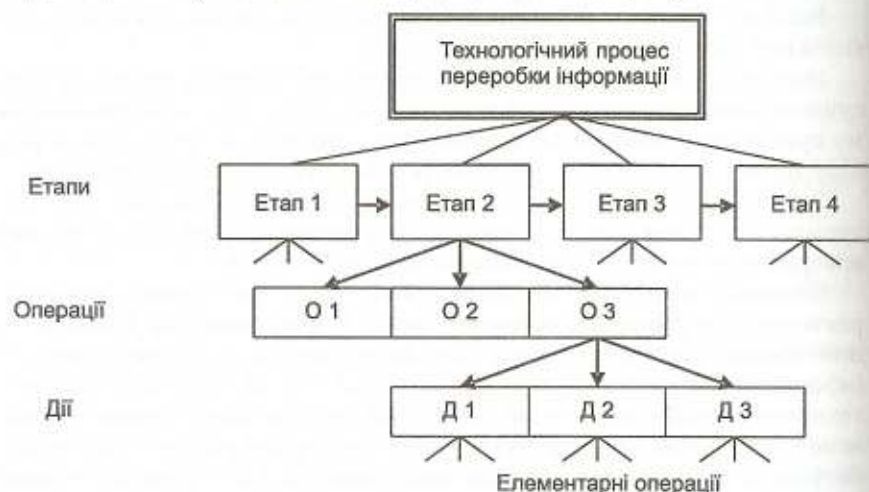 Технологічний процес
переробки інформації
Етапи
Етап 1
Етап 2
Етап 3
Етап 4
Операції
О 1
О 2
О 3
Дії
Д 1
Д 2
Д 3
Елементарні операції